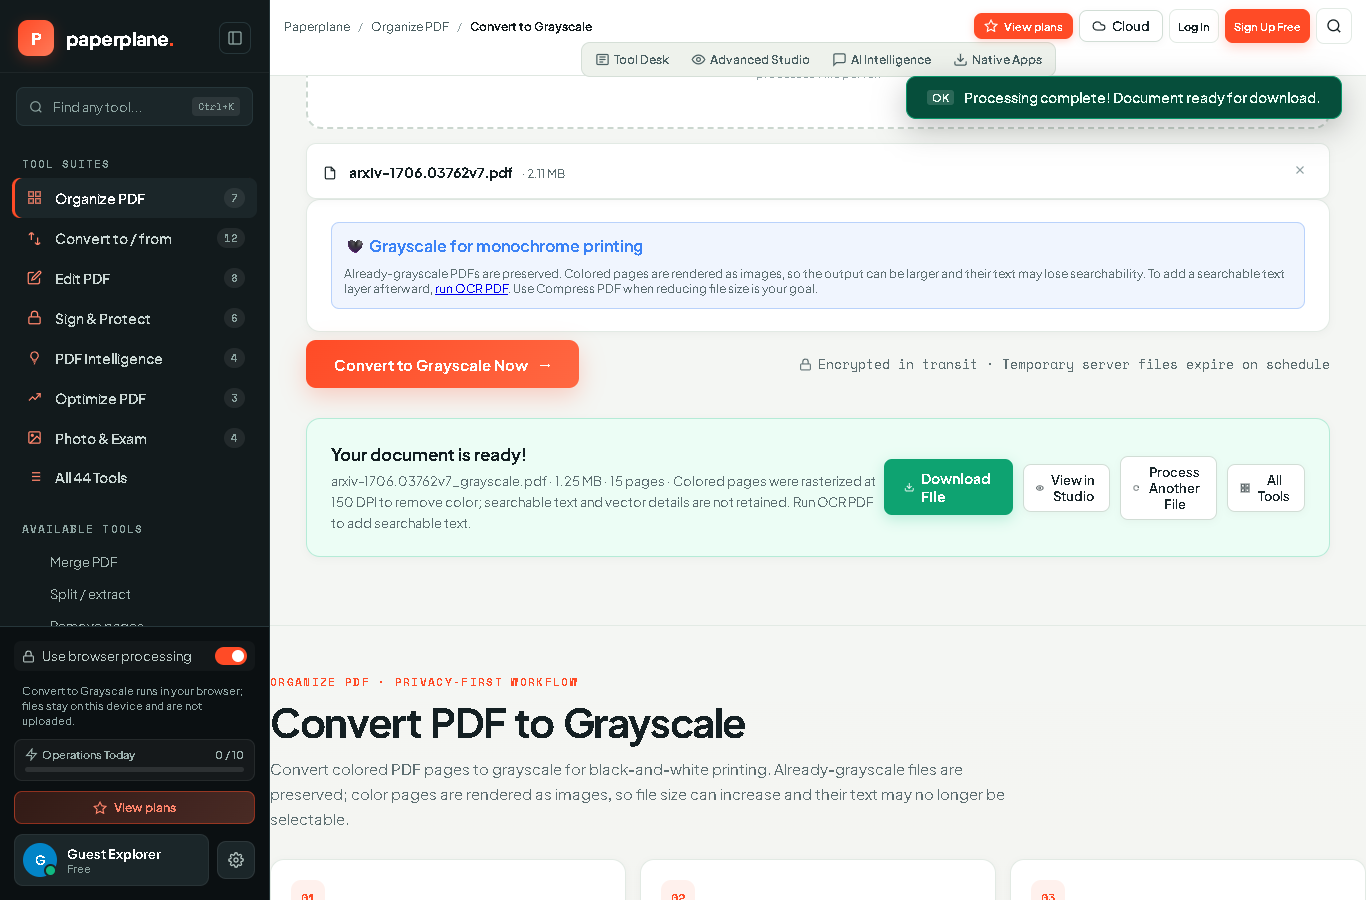 P paperplane.
Find any tool... Ctrl+K
TOOL SUITES
Organize PDF 7
Convert to / from 12
Edit PDF 8
Sign & Protect 6
PDF Intelligence 4
Optimize PDF 3
Photo & Exam 4
All 44 Tools
AVAILABLE TOOLS
Merge PDF
Split / extract
Remove pages
Use browser processing
Convert to Grayscale runs in your browser;
files stay on this device and are not
uploaded.
Operations Today 0 / 10
View plans
G Guest Explorer
Free
Paperplane / Organize PDF / Convert to Grayscale
View plans
Cloud
Log In
Sign Up Free
Tool Desk
Advanced Studio
AI Intelligence
Native Apps
OK Processing complete! Document ready for download.
arxiv-1706.03762v7.pdf · 2.11 MB ×
🖤 Grayscale for monochrome printing
Already-grayscale PDFs are preserved. Colored pages are rendered as images, so the output can be larger and their text may lose searchability. To add a searchable text
layer afterward, run OCR PDF. Use Compress PDF when reducing file size is your goal.
Convert to Grayscale Now →
Encrypted in transit · Temporary server files expire on schedule
Your document is ready!
arxiv-1706.03762v7_grayscale.pdf · 1.25 MB · 15 pages · Colored pages were rasterized at
150 DPI to remove color; searchable text and vector details are not retained. Run OCR PDF
to add searchable text.
Download
File
View in
Studio
Process
Another
File
All
Tools
ORGANIZE PDF · PRIVACY-FIRST WORKFLOW
Convert PDF to Grayscale
Convert colored PDF pages to grayscale for black-and-white printing. Already-grayscale files are
preserved; color pages are rendered as images, so file size can increase and their text may no longer be
selectable.
01
02
03